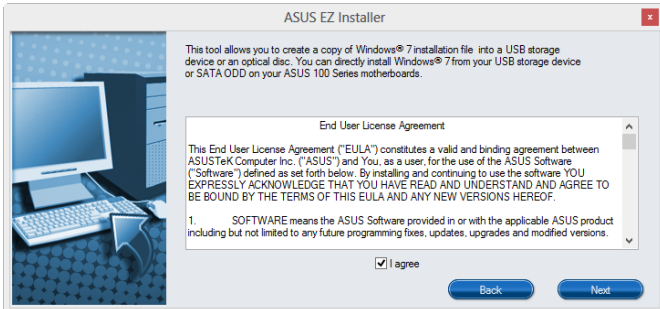 ASUS EZ Installer
x
This tool allows you to create a copy of Windows® 7 installation file into a USB storage
device or an optical disc. You can directly install Windows® 7 from your USB storage device
or SATA ODD on your ASUS 100 Series motherboards.
End User License Agreement
This End User License Agreement ("EULA") constitutes a valid and binding agreement between
ASUSTeK Computer Inc. ("ASUS") and You, as a user, for the use of the ASUS Software
("Software") defined as set forth below. By installing and continuing to use the software YOU
EXPRESSLY ACKNOWLEDGE THAT YOU HAVE READ AND UNDERSTAND AND AGREE TO
BE BOUND BY THE TERMS OF THIS EULA AND ANY NEW VERSIONS HEREOF.
1. SOFTWARE means the ASUS Software provided in or with the applicable ASUS product
including but not limited to any future programming fixes, updates, upgrades and modified versions.
I agree
Back
Next